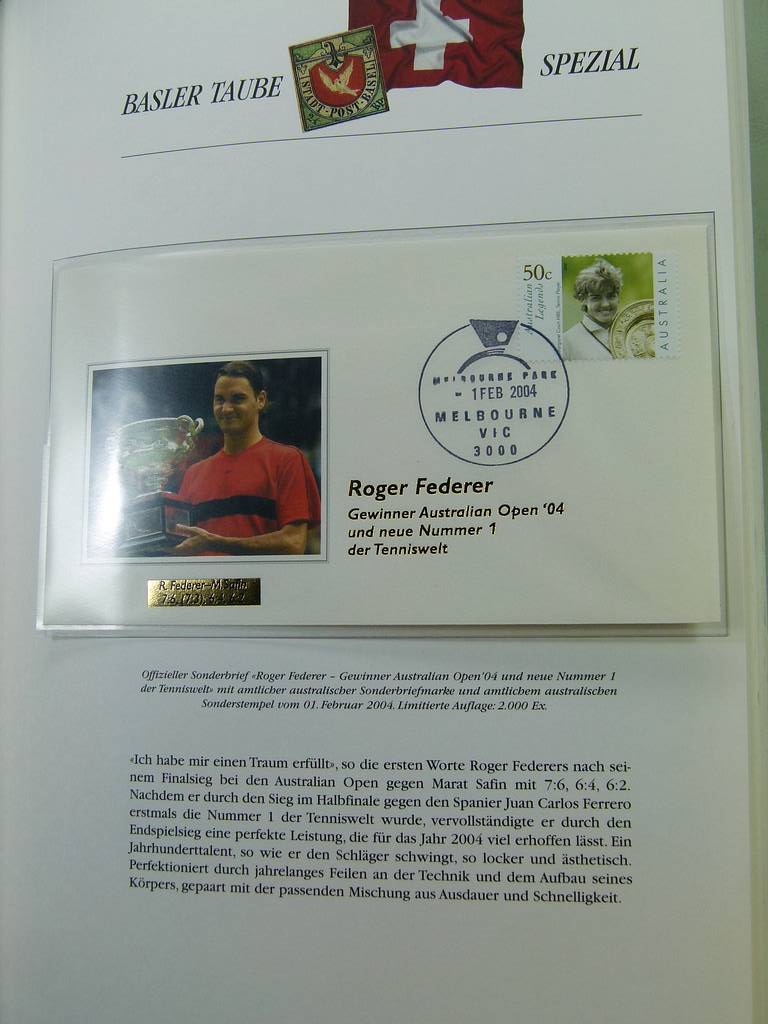 BASLER TAUBE SPEZIAL
STADT-POST-BASEL
50c
Australian
Legends
AUSTRALIA
MELBOURNE PARK
- 1 FEB 2004
MELBOURNE
VIC
3000
Roger Federer
Gewinner Australian Open '04
und neue Nummer 1
der Tenniswelt
R. Federer–M. Safin
Offizieller Sonderbrief «Roger Federer – Gewinner Australian Open'04 und neue Nummer 1
der Tenniswelt» mit amtlicher australischer Sonderbriefmarke und amtlichem australischen
Sonderstempel vom 01. Februar 2004. Limitierte Auflage: 2.000 Ex.
«Ich habe mir einen Traum erfüllt», so die ersten Worte Roger Federers nach sei-
nem Finalsieg bei den Australian Open gegen Marat Safin mit 7:6, 6:4, 6:2.
Nachdem er durch den Sieg im Halbfinale gegen den Spanier Juan Carlos Ferrero
erstmals die Nummer 1 der Tenniswelt wurde, vervollständigte er durch den
Endspielsieg eine perfekte Leistung, die für das Jahr 2004 viel erhoffen lässt. Ein
Jahrhunderttalent, so wie er den Schläger schwingt, so locker und ästhetisch.
Perfektioniert durch jahrelanges Feilen an der Technik und dem Aufbau seines
Körpers, gepaart mit der passenden Mischung aus Ausdauer und Schnelligkeit.